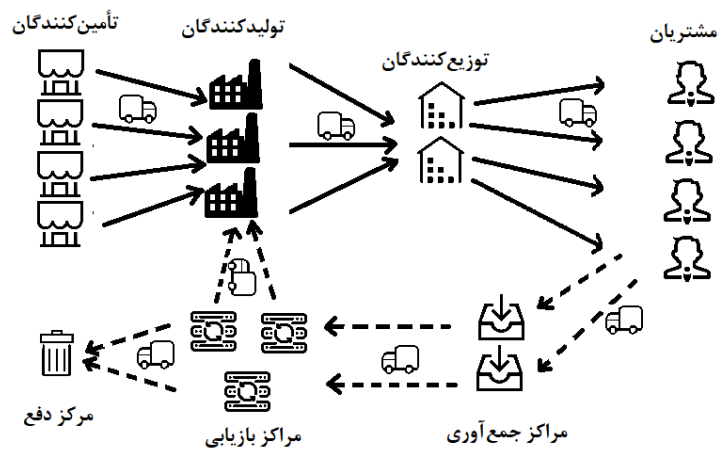 مشتریان
توزیع‌کنندگان
تولیدکنندگان
تأمین‌کنندگان
مراکز جمع‌آوری
مراکز بازیابی
مرکز دفع